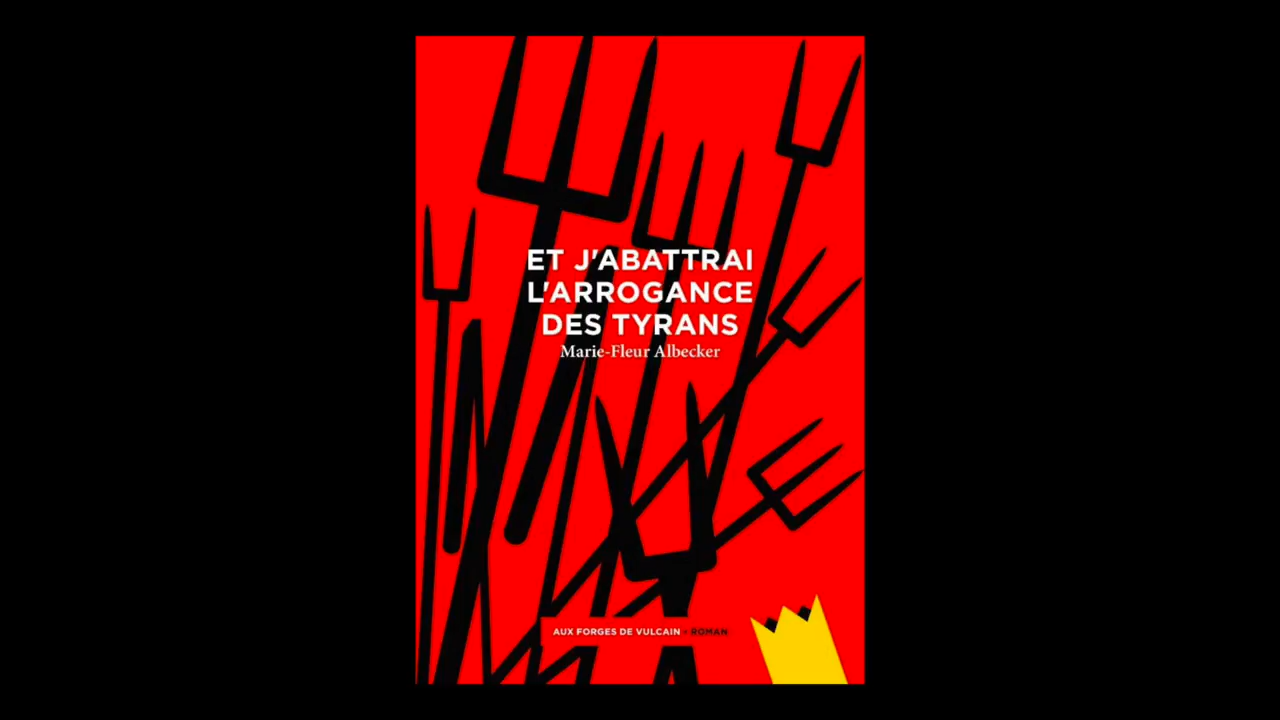 ET J'ABATTRAI
L'ARROGANCE
DES TYRANS
Marie-Fleur Albecker
AUX FORGES DE VULCAIN • ROMAN